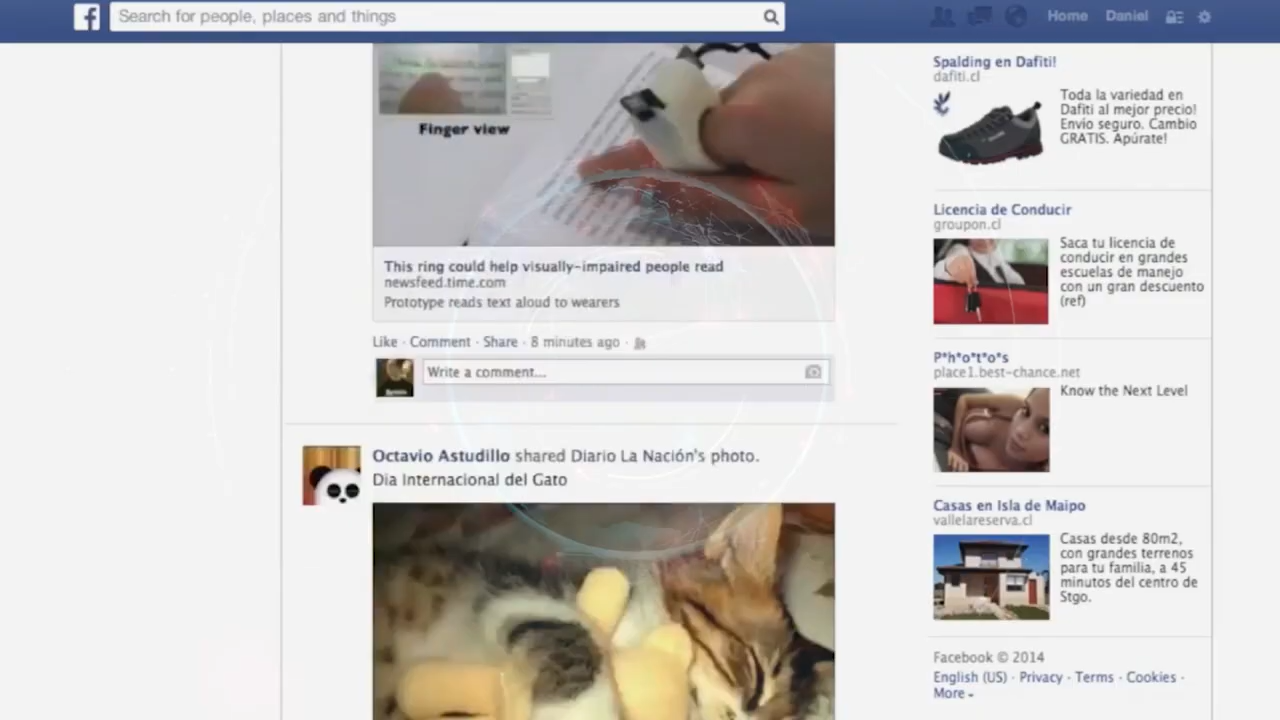 Search for people, places and things
Home
Daniel
Finger view
This ring could help visually-impaired people read
newsfeed.time.com
Prototype reads text aloud to wearers
Like · Comment · Share · 8 minutes ago ·
Write a comment...
Octavio Astudillo shared Diario La Nación's photo.
Dia Internacional del Gato
Spalding en Dafiti!
dafiti.cl
Toda la variedad en
Dafiti al mejor precio!
Envío seguro. Cambio
GRATIS. Apúrate!
Licencia de Conducir
groupon.cl
Saca tu licencia de
conducir en grandes
escuelas de manejo
con un gran descuento
(ref)
P*h*o*t*o*s
place1.best-chance.net
Know the Next Level
Casas en Isla de Maipo
vallelareserva.cl
Casas desde 80m2,
con grandes terrenos
para tu familia, a 45
minutos del centro de
Stgo.
Facebook © 2014
English (US) · Privacy · Terms · Cookies ·
More